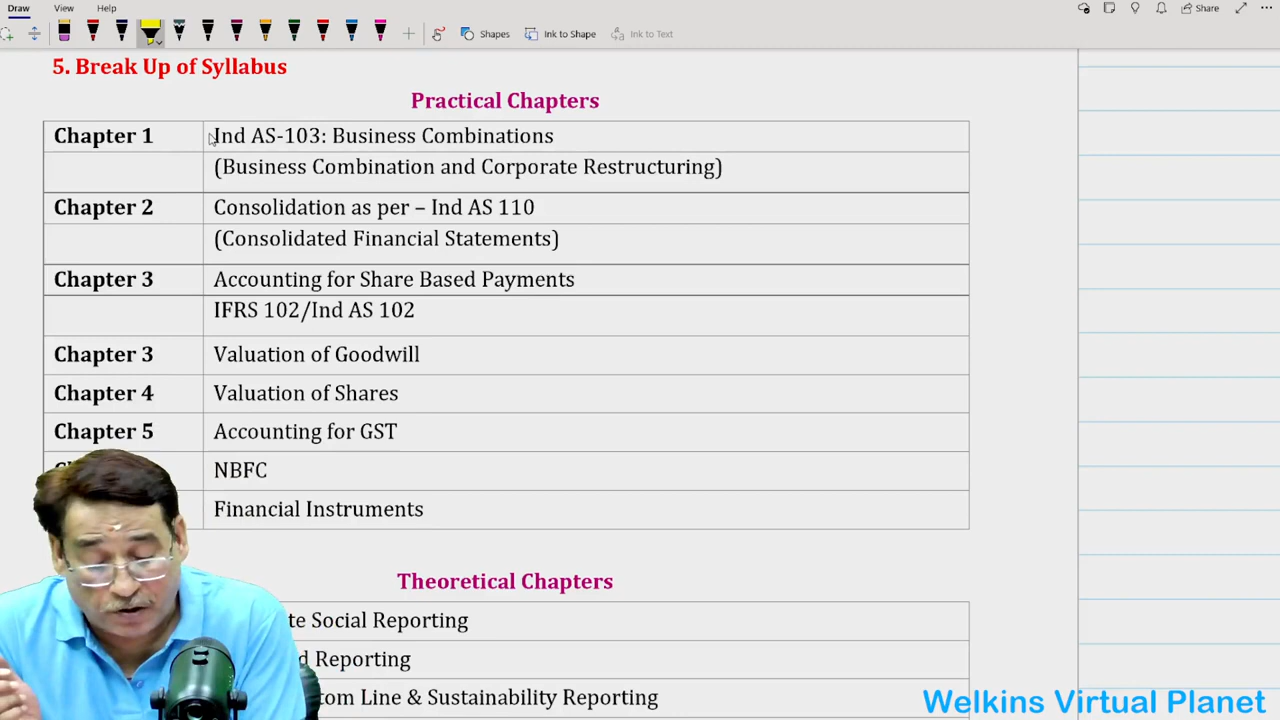 Draw View Help
Share
Shapes Ink to Shape Ink to Text
5. Break Up of Syllabus
Practical Chapters
Chapter 1 Ind AS-103: Business Combinations
(Business Combination and Corporate Restructuring)
Chapter 2 Consolidation as per – Ind AS 110
(Consolidated Financial Statements)
Chapter 3 Accounting for Share Based Payments
IFRS 102/Ind AS 102
Chapter 3 Valuation of Goodwill
Chapter 4 Valuation of Shares
Chapter 5 Accounting for GST
NBFC
Financial Instruments
Theoretical Chapters
Social Reporting
Reporting
Line & Sustainability Reporting
Welkins Virtual Planet